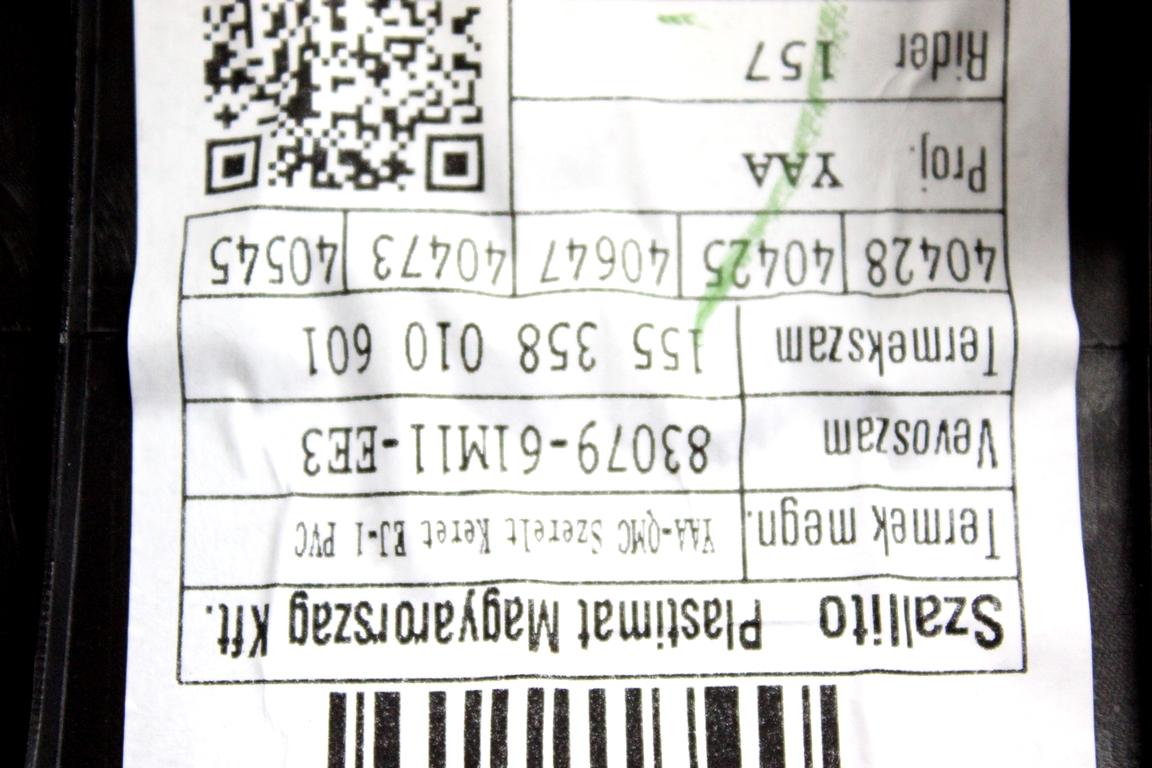 Szallito Plastimat Magyarorszag Kft.
Termek megn. YAA-QMC Szerelt Keret EJ-1 PVC
Vevoszam 83079-61M11-EE3
Termekszam 155 358 010 601
40428 40425 40647 40473 40545
Proj. YAA
Rider 157